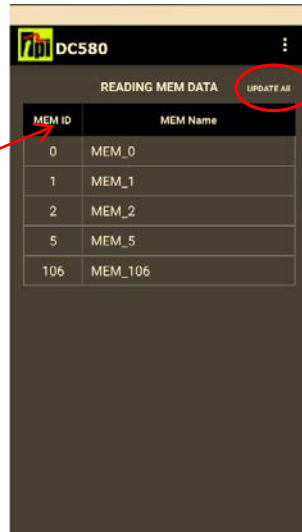 TPI DC580
READING MEM DATA UPDATE All
MEM ID MEM Name
0 MEM_0
1 MEM_1
2 MEM_2
5 MEM_5
106 MEM_106